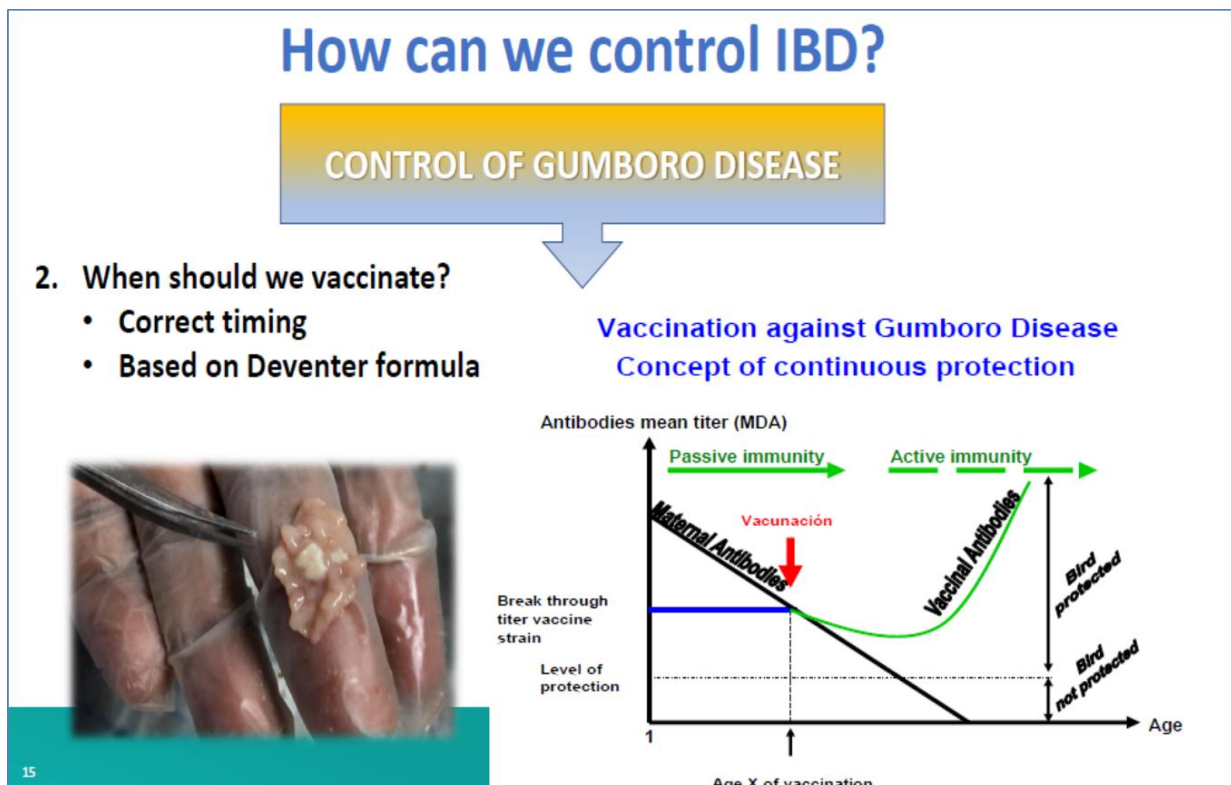 How can we control IBD?
CONTROL OF GUMBORO DISEASE
2. When should we vaccinate?
• Correct timing
• Based on Deventer formula
Vaccination against Gumboro Disease
Concept of continuous protection
Antibodies mean titer (MDA)
Passive immunity
Active immunity
Maternal Antibodies
Vacunación
Vaccinal Antibodies
Bird
protected
Break through
titer vaccine
strain
Level of
protection
Bird
not protected
1
Age
Age X of vaccination
15